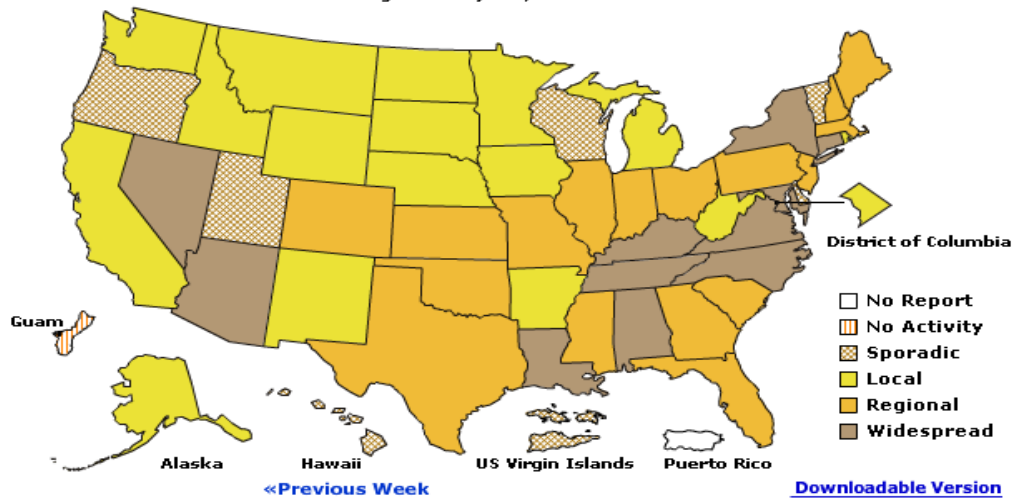 District of Columbia
No Report
Guam
No Activity
Sporadic
Local
Regional
Widespread
Alaska
Hawaii
US Virgin Islands
Puerto Rico
«Previous Week
Downloadable Version